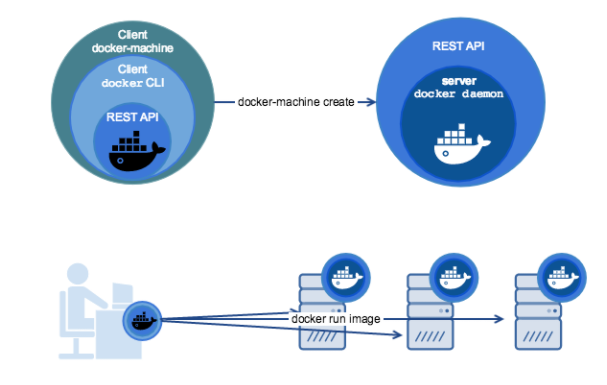 Client
docker-machine
Client
docker CLI
REST API
docker-machine create
REST API
server
docker daemon
docker run image